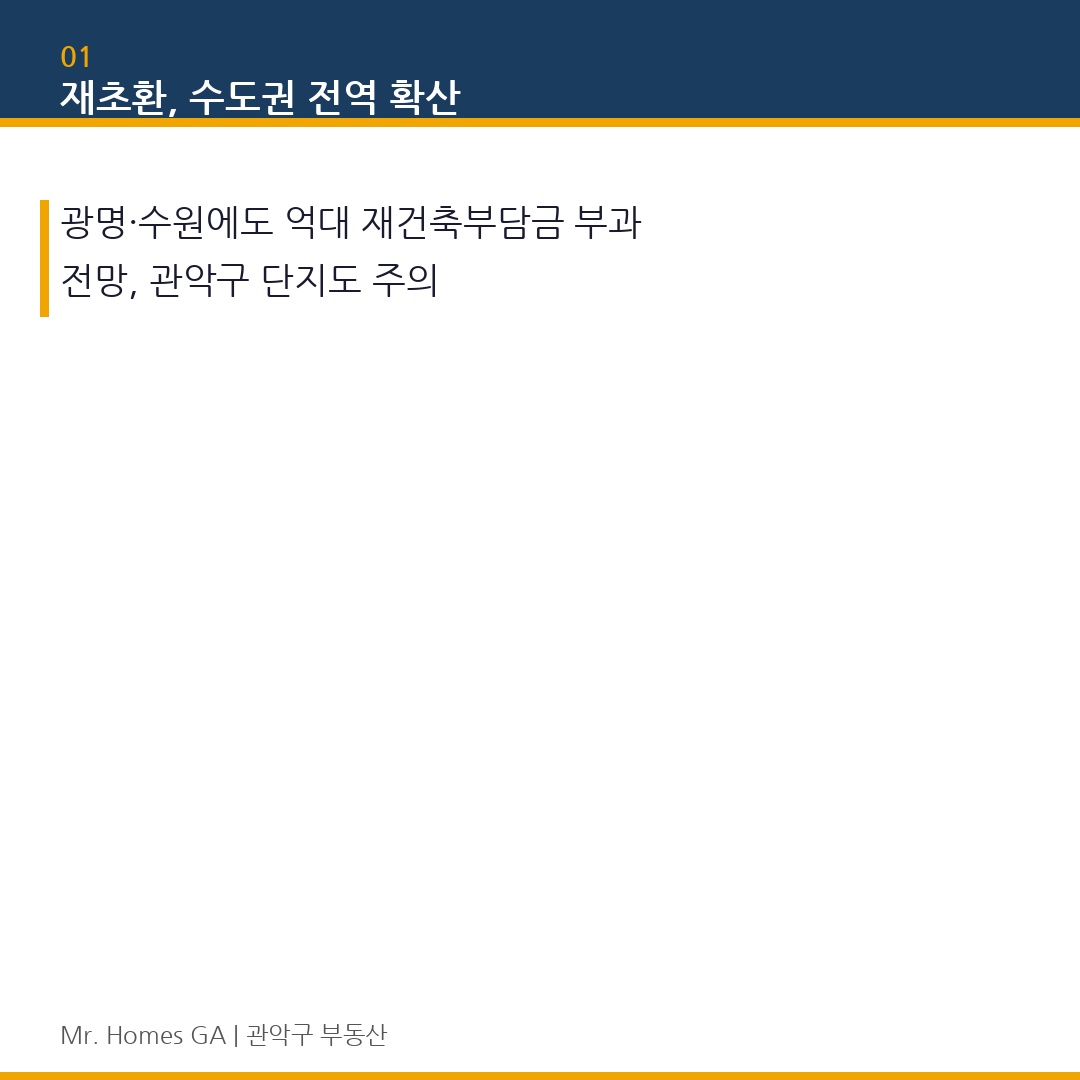 01
재초환, 수도권 전역 확산
광명·수원에도 억대 재건축부담금 부과
전망, 관악구 단지도 주의
Mr. Homes GA | 관악구 부동산